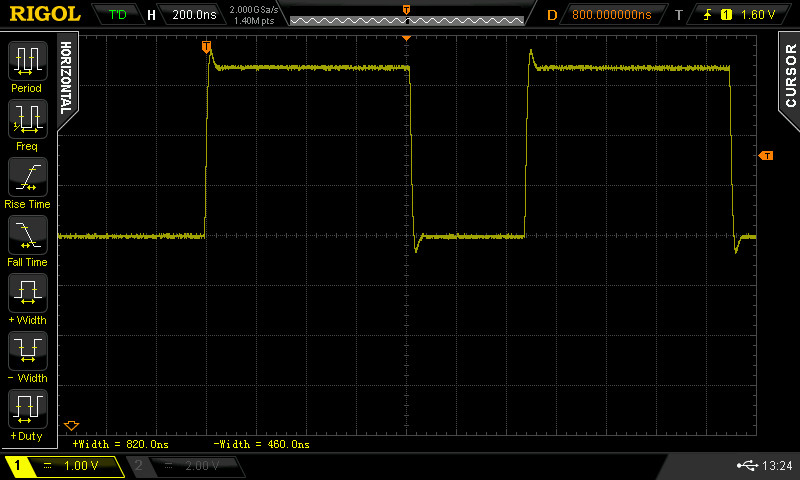 RIGOL T'D H 200.0ns 2.000GSa/s 1.40M pts D 800.000000ns T 1 1.60 V
T
HORIZONTAL
CURSOR
T
Period
Freq
T
Rise Time
Fall Time
+Width
- Width
+Duty
+Width = 820.0ns -Width = 460.0ns
1 1.00 V 2 2.00 V 13:24